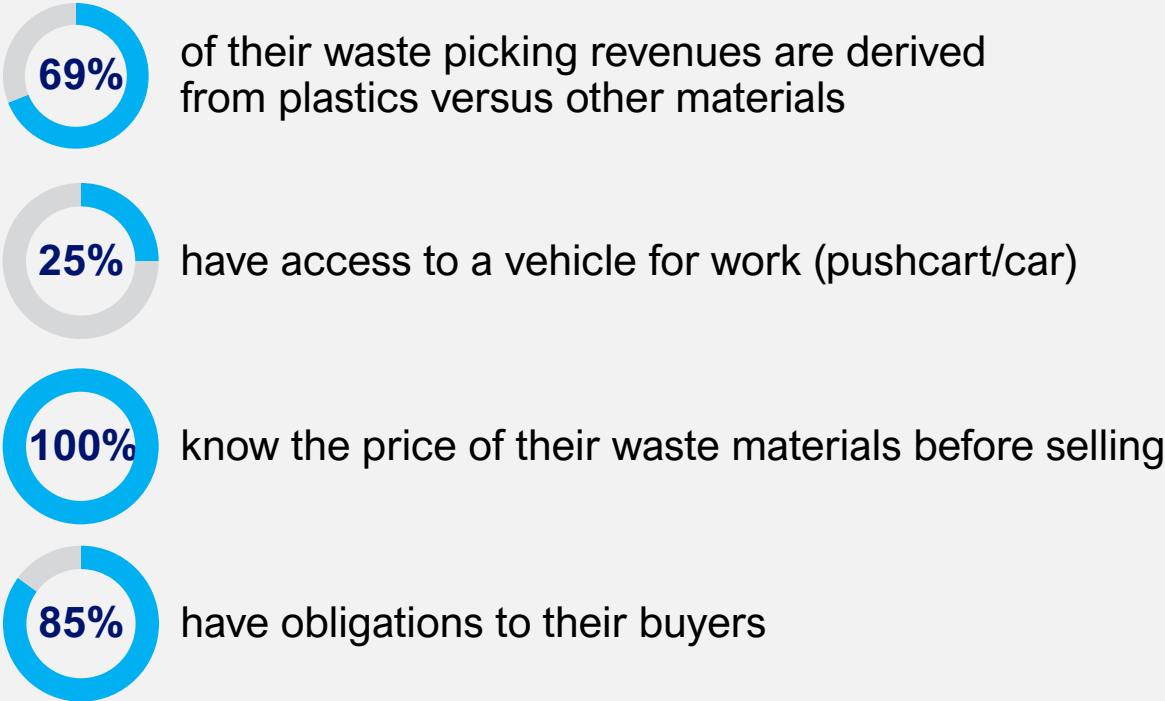 69%
of their waste picking revenues are derived
from plastics versus other materials
25%
have access to a vehicle for work (pushcart/car)
100%
know the price of their waste materials before selling
85%
have obligations to their buyers